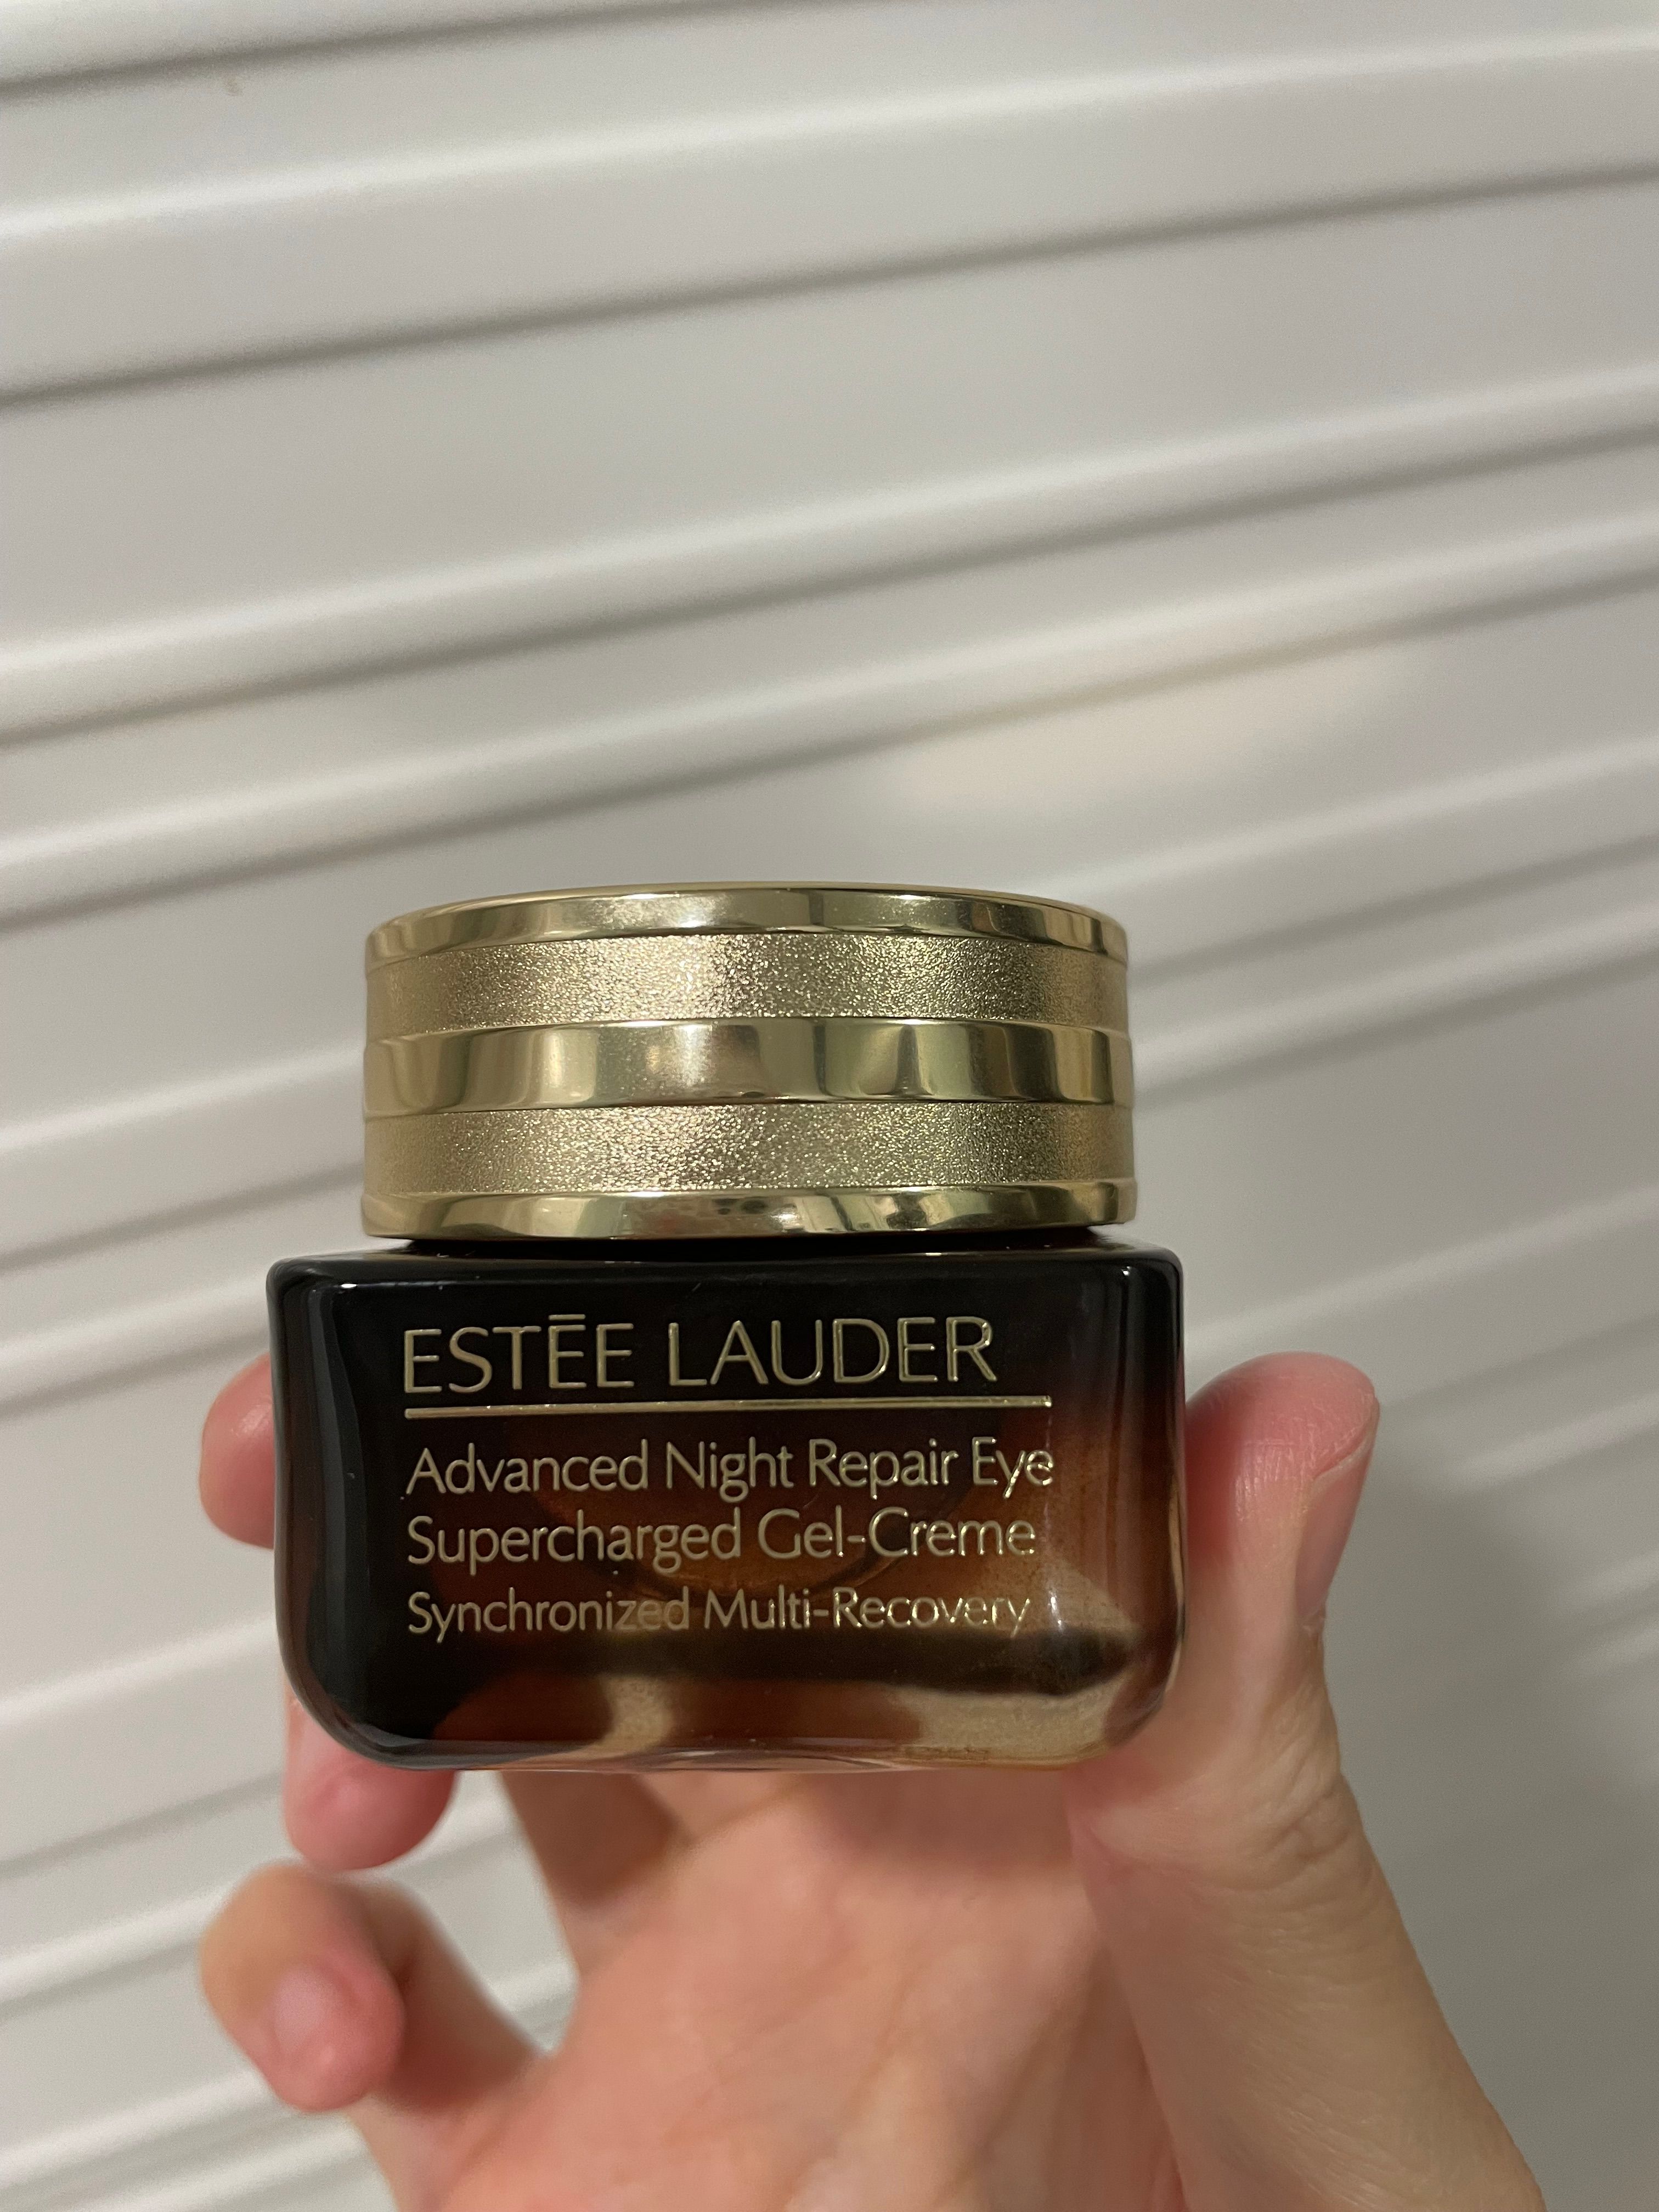 ESTĒE LAUDER
Advanced Night Repair Eye
Supercharged Gel-Creme
Synchronized Multi-Recovery